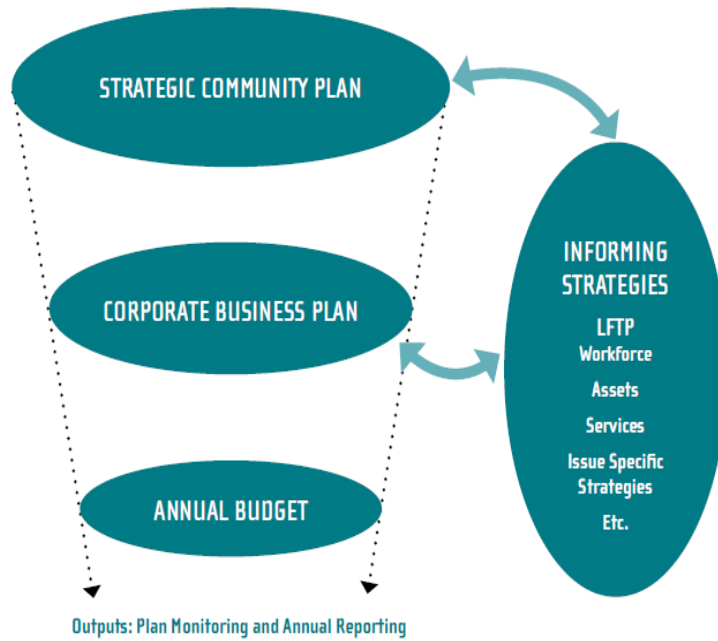 STRATEGIC COMMUNITY PLAN
CORPORATE BUSINESS PLAN
ANNUAL BUDGET
INFORMING
STRATEGIES
LFTP
Workforce
Assets
Services
Issue Specific
Strategies
Etc.
Outputs: Plan Monitoring and Annual Reporting